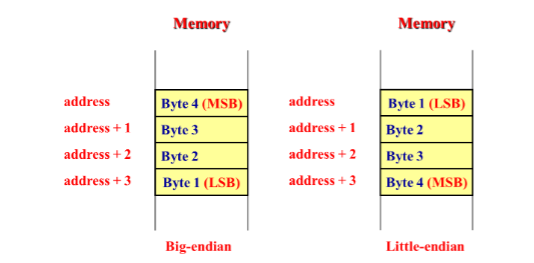 Memory
address
Byte 4 (MSB)
address + 1
Byte 3
address + 2
Byte 2
address + 3
Byte 1 (LSB)
Big-endian
Memory
address
Byte 1 (LSB)
address + 1
Byte 2
address + 2
Byte 3
address + 3
Byte 4 (MSB)
Little-endian